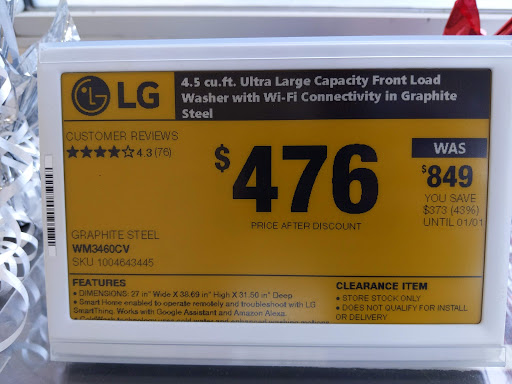 LG
4.5 cu.ft. Ultra Large Capacity Front Load
Washer with Wi-Fi Connectivity in Graphite
Steel
CUSTOMER REVIEWS
4.3 (76)
$476
PRICE AFTER DISCOUNT
WAS
$849
YOU SAVE
$373 (43%)
UNTIL 01/01
GRAPHITE STEEL
WM3460CV
SKU 1004643445
FEATURES
• DIMENSIONS: 27 in" Wide X 38.69 in" High X 31.50 in" Deep
• Smart Home enabled to operate remotely and troubleshoot with LG
SmartThinq. Works with Google Assistant and Amazon Alexa.
CLEARANCE ITEM
• STORE STOCK ONLY
• DOES NOT QUALIFY FOR INSTALL
OR DELIVERY